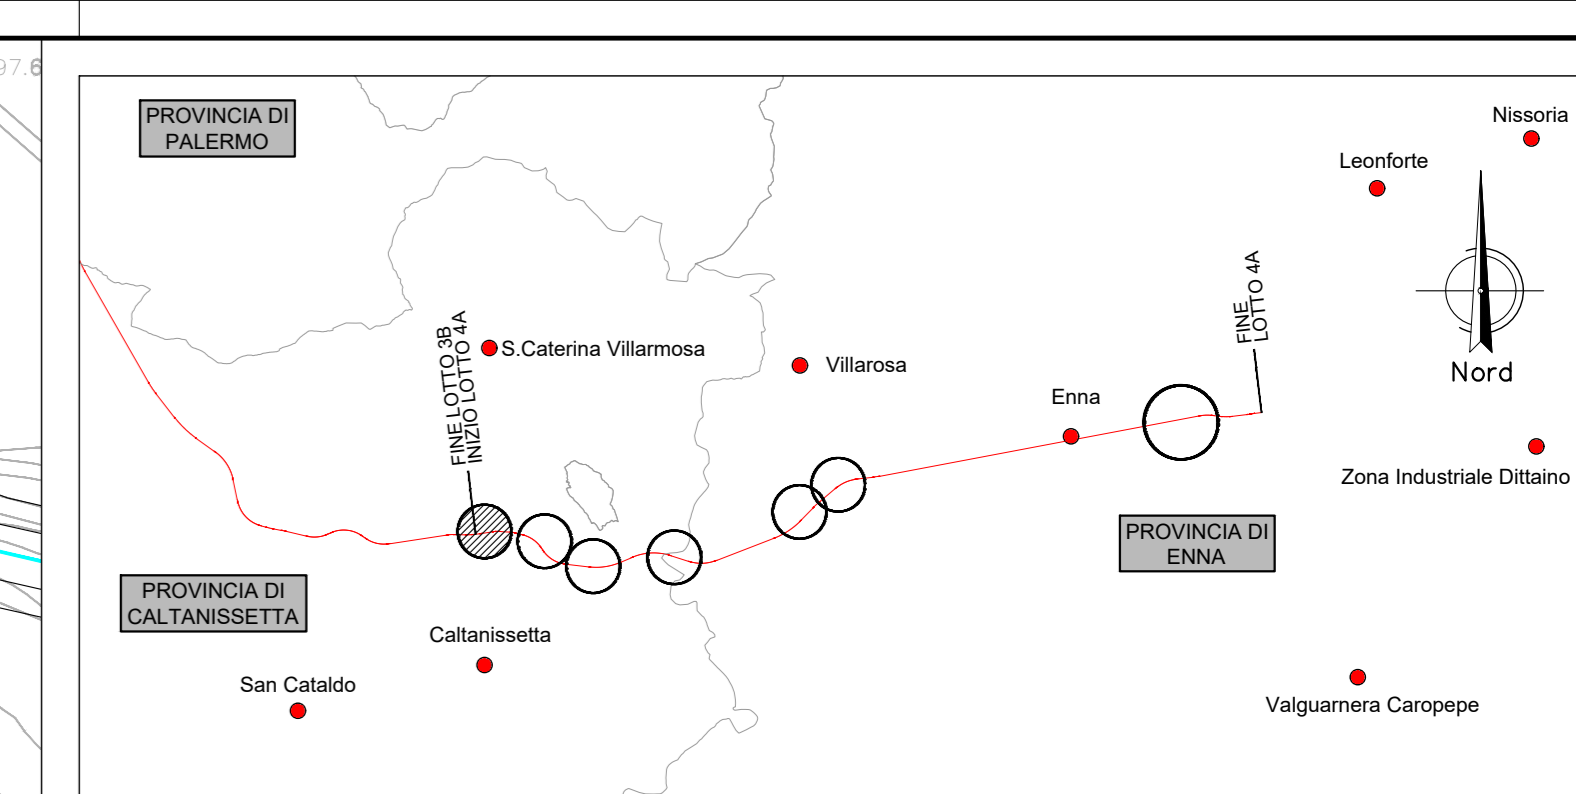 97.6
PROVINCIA DI
PALERMO
Nissoria
Leonforte
Nord
FINE
LOTTO 4A
FINE LOTTO 3B
INIZIO LOTTO 4A
S.Caterina Villarmosa
Villarosa
Enna
Zona Industriale Dittaino
PROVINCIA DI
ENNA
PROVINCIA DI
CALTANISSETTA
Caltanissetta
San Cataldo
Valguarnera Caropepe